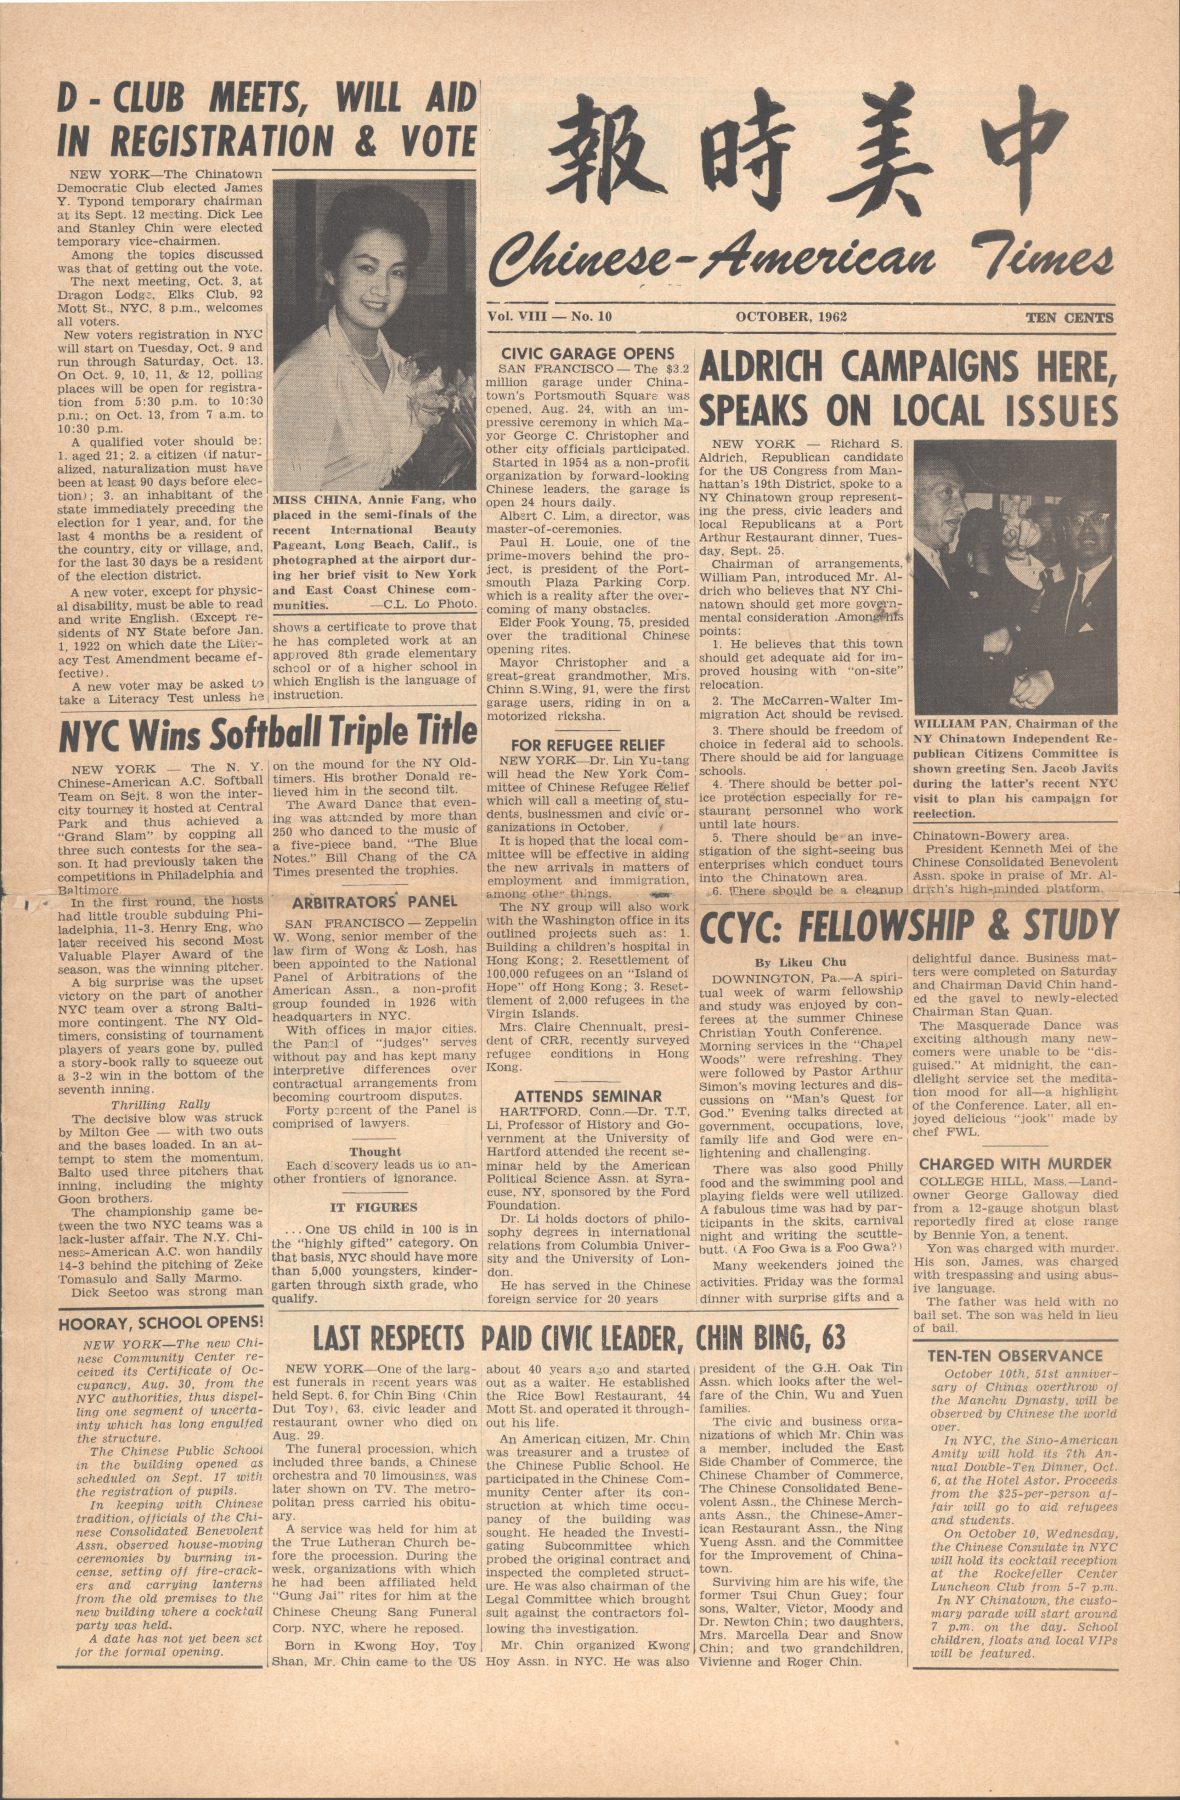 D - CLUB MEETS, WILL AID
IN REGISTRATION & VOTE
NEW YORK—The Chinatown
Democratic Club elected James
Y. Typond temporary chairman
at its Sept. 12 meeting. Dick Lee
and Stanley Chin were elected
temporary vice-chairmen.
Among the topics discussed
was that of getting out the vote.
The next meeting, Oct. 3, at
Dragon Lodge, Elks Club, 92
Mott St., NYC, 8 p.m., welcomes
all voters.
New voters registration in NYC
will start on Tuesday, Oct. 9 and
run through Saturday, Oct. 13.
On Oct. 9, 10, 11, & 12, polling
places will be open for registra-
tion from 5:30 p.m. to 10:30
p.m.; on Oct. 13, from 7 a.m. to
10:30 p.m.
A qualified voter should be:
1. aged 21; 2. a citizen (if natur-
alized, naturalization must have
been at least 90 days before elec-
tion); 3. an inhabitant of the
state immediately preceding the
election for 1 year, and, for the
last 4 months be a resident of
the country, city or village, and,
for the last 30 days be a resident
of the election district.
A new voter, except for physic-
al disability, must be able to read
and write English. (Except re-
sidents of NY State before Jan.
1, 1922 on which date the Liter-
acy Test Amendment became ef-
fective).
A new voter may be asked to
take a Literacy Test unless he
MISS CHINA, Annie Fang, who
placed in the semi-finals of the
recent International Beauty
Pageant, Long Beach, Calif., is
photographed at the airport dur-
ing her brief visit to New York
and East Coast Chinese com-
munities. —C.L. Lo Photo.
shows a certificate to prove that
he has completed work at an
approved 8th grade elementary
school or of a higher school in
which English is the language of
instruction.
中美時報
Chinese-American Times
Vol. VIII — No. 10 OCTOBER, 1962 TEN CENTS
CIVIC GARAGE OPENS
SAN FRANCISCO — The $3.2
million garage under China-
town's Portsmouth Square was
opened, Aug. 24, with an im-
pressive ceremony in which Ma-
yor George C. Christopher and
other city officials participated.
Started in 1954 as a non-profit
organization by forward-looking
Chinese leaders, the garage is
open 24 hours daily.
Albert C. Lim, a director, was
master-of-ceremonies.
Paul H. Louie, one of the
prime-movers behind the pro-
ject, is president of the Port-
smouth Plaza Parking Corp.
which is a reality after the over-
coming of many obstacles.
Elder Fook Young, 75, presided
over the traditional Chinese
opening rites.
Mayor Christopher and a
great-great grandmother, Mrs.
Chinn S.Wing, 91, were the first
garage users, riding in on a
motorized ricksha.
FOR REFUGEE RELIEF
NEW YORK—Dr. Lin Yu-tang
will head the New York Com-
mittee of Chinese Refugee Relief
which will call a meeting of stu-
dents, businessmen and civic or-
ganizations in October.
It is hoped that the local com-
mittee will be effective in aiding
the new arrivals in matters of
employment and immigration,
among other things.
The NY group will also work
with the Washington office in its
outlined projects such as: 1.
Building a children's hospital in
Hong Kong; 2. Resettlement of
100,000 refugees on an "Island of
Hope" off Hong Kong; 3. Reset-
tlement of 2,000 refugees in the
Virgin Islands.
Mrs. Claire Chennualt, presi-
dent of CRR, recently surveyed
refugee conditions in Hong
Kong.
ATTENDS SEMINAR
HARTFORD, Conn.—Dr. T.T.
Li, Professor of History and Go-
vernment at the University of
Hartford attended the recent se-
minar held by the American
Political Science Assn. at Syra-
cuse, NY, sponsored by the Ford
Foundation.
Dr. Li holds doctors of philo-
sophy degrees in international
relations from Columbia Univer-
sity and the University of Lon-
don.
He has served in the Chinese
foreign service for 20 years
ALDRICH CAMPAIGNS HERE,
SPEAKS ON LOCAL ISSUES
NEW YORK — Richard S.
Aldrich, Republican candidate
for the US Congress from Man-
hattan's 19th District, spoke to a
NY Chinatown group represent-
ing the press, civic leaders and
local Republicans at a Port
Arthur Restaurant dinner, Tues-
day, Sept. 25.
Chairman of arrangements,
William Pan, introduced Mr. Al-
drich who believes that NY Chi-
natown should get more govern-
mental consideration .Among his
points:
1. He believes that this town
should get adequate aid for im-
proved housing with "on-site"
relocation.
2. The McCarren-Walter Im-
migration Act should be revised.
3. There should be freedom of
choice in federal aid to schools.
There should be aid for language
schools.
4. There should be better pol-
ice protection especially for re-
staurant personnel who work
until late hours.
5. There should be an inve-
stigation of the sight-seeing bus
enterprises which conduct tours
into the Chinatown area.
6. There should be a cleanup
WILLIAM PAN, Chairman of the
NY Chinatown Independent Re-
publican Citizens Committee is
shown greeting Sen. Jacob Javits
during the latter's recent NYC
visit to plan his campaign for
reelection.
Chinatown-Bowery area.
President Kenneth Mei of the
Chinese Consolidated Benevolent
Assn. spoke in praise of Mr. Al-
drich's high-minded platform.
NYC Wins Softball Triple Title
NEW YORK — The N. Y.
Chinese-American A.C. Softball
Team on Sejt. 8 won the inter-
city tourney it hosted at Central
Park and thus achieved a
"Grand Slam" by copping all
three such contests for the sea-
son. It had previously taken the
competitions in Philadelphia and
Baltimore.
In the first round, the hosts
had little trouble subduing Phi-
ladelphia, 11-3. Henry Eng, who
later received his second Most
Valuable Player Award of the
season, was the winning pitcher.
A big surprise was the upset
victory on the part of another
NYC team over a strong Balti-
more contingent. The NY Old-
timers, consisting of tournament
players of years gone by, pulled
a story-book rally to squeeze out
a 3-2 win in the bottom of the
seventh inning.
Thrilling Rally
The decisive blow was struck
by Milton Gee — with two outs
and the bases loaded. In an at-
tempt to stem the momentum,
Balto used three pitchers that
inning, including the mighty
Goon brothers.
The championship game be-
tween the two NYC teams was a
lack-luster affair. The N.Y. Chi-
nese-American A.C. won handily
14-3 behind the pitching of Zeke
Tomasulo and Sally Marmo.
Dick Seetoo was strong man
on the mound for the NY Old-
timers. His brother Donald re-
lieved him in the second tilt.
The Award Dance that even-
ing was attended by more than
250 who danced to the music of
a five-piece band, "The Blue
Notes." Bill Chang of the CA
Times presented the trophies.
ARBITRATORS PANEL
SAN FRANCISCO — Zeppelin
W. Wong, senior member of the
law firm of Wong & Losh, has
been appointed to the National
Panel of Arbitrations of the
American Assn., a non-profit
group founded in 1926 with
headquarters in NYC.
With offices in major cities.
the Panel of "judges" serves
without pay and has kept many
interpretive differences over
contractual arrangements from
becoming courtroom disputes.
Forty percent of the Panel is
comprised of lawyers.
Thought
Each discovery leads us to an-
other frontiers of ignorance.
IT FIGURES
. . . One US child in 100 is in
the "highly gifted" category. On
that basis, NYC should have more
than 5,000 youngsters, kinder-
garten through sixth grade, who
qualify.
CCYC: FELLOWSHIP & STUDY
By Likeu Chu
DOWNINGTON, Pa.—A spiri-
tual week of warm fellowship
and study was enjoyed by con-
ferees at the summer Chinese
Christian Youth Conference.
Morning services in the "Chapel
Woods" were refreshing. They
were followed by Pastor Arthur
Simon's moving lectures and dis-
cussions on "Man's Quest for
God." Evening talks directed at
government, occupations, love,
family life and God were en-
lightening and challenging.
There was also good Philly
food and the swimming pool and
playing fields were well utilized.
A fabulous time was had by par-
ticipants in the skits, carnival
night and writing the scuttle-
butt. (A Foo Gwa is a Foo Gwa?)
Many weekenders joined the
activities. Friday was the formal
dinner with surprise gifts and a
delightful dance. Business mat-
ters were completed on Saturday
and Chairman David Chin hand-
ed the gavel to newly-elected
Chairman Stan Quan.
The Masquerade Dance was
exciting although many new-
comers were unable to be "dis-
guised." At midnight, the can-
dlelight service set the medita-
tion mood for all—a highlight
of the Conference. Later, all en-
joyed delicious "jook" made by
chef FWL.
CHARGED WITH MURDER
COLLEGE HILL, Mass.—Land-
owner George Galloway died
from a 12-gauge shotgun blast
reportedly fired at close range
by Bennie Yon, a tenent.
Yon was charged with murder.
His son, James, was charged
with trespassing and using abus-
ive language.
The father was held with no
bail set. The son was held in lieu
of bail.
HOORAY, SCHOOL OPENS!
NEW YORK—The new Chi-
nese Community Center re-
ceived its Certificate of Oc-
cupancy, Aug. 30, from the
NYC authorities, thus dispel-
ling one segment of uncerta-
inty which has long engulfed
the structure.
The Chinese Public School
in the building opened as
scheduled on Sept. 17 with
the registration of pupils.
In keeping with Chinese
tradition, officials of the Chi-
nese Consolidated Benevolent
Assn. observed house-moving
ceremonies by burning in-
cense, setting off fire-crack-
ers and carrying lanterns
from the old premises to the
new building where a cocktail
party was held.
A date has not yet been set
for the formal opening.
LAST RESPECTS PAID CIVIC LEADER, CHIN BING, 63
NEW YORK—One of the larg-
est funerals in recent years was
held Sept. 6, for Chin Bing (Chin
Dut Toy), 63, civic leader and
restaurant owner who died on
Aug. 29.
The funeral procession, which
included three bands, a Chinese
orchestra and 70 limousines, was
later shown on TV. The metro-
politan press carried his obitu-
ary.
A service was held for him at
the True Lutheran Church be-
fore the procession. During the
week, organizations with which
he had been affiliated held
"Gung Jai" rites for him at the
Chinese Cheung Sang Funeral
Corp. NYC, where he reposed.
Born in Kwong Hoy, Toy
Shan, Mr. Chin came to the US
about 40 years ago and started
out as a waiter. He established
the Rice Bowl Restaurant, 44
Mott St. and operated it through-
out his life.
An American citizen, Mr. Chin
was treasurer and a trustee of
the Chinese Public School. He
participated in the Chinese Com-
munity Center after its con-
struction at which time occu-
pancy of the building was
sought. He headed the Investi-
gating Subcommittee which
probed the original contract and
inspected the completed struct-
ure. He was also chairman of the
Legal Committee which brought
suit against the contractors fol-
lowing the investigation.
Mr. Chin organized Kwong
Hoy Assn. in NYC. He was also
president of the G.H. Oak Tin
Assn. which looks after the wel-
fare of the Chin, Wu and Yuen
families.
The civic and business orga-
nizations of which Mr. Chin was
a member, included the East
Side Chamber of Commerce, the
Chinese Chamber of Commerce,
The Chinese Consolidated Bene-
volent Assn., the Chinese Merch-
ants Assn., the Chinese-Amer-
ican Restaurant Assn., the Ning
Yueng Assn. and the Committee
for the Improvement of China-
town.
Surviving him are his wife, the
former Tsui Chun Guey; four
sons, Walter, Victor, Moody and
Dr. Newton Chin; two daughters,
Mrs. Marcella Dear and Snow
Chin; and two grandchildren,
Vivienne and Roger Chin.
TEN-TEN OBSERVANCE
October 10th, 51st anniver-
sary of Chinas overthrow of
the Manchu Dynasty, will be
observed by Chinese the world
over.
In NYC, the Sino-American
Amity will hold its 7th An-
nual Double-Ten Dinner, Oct.
6, at the Hotel Astor. Proceeds
from the $25-per-person af-
fair will go to aid refugees
and students.
On October 10, Wednesday,
the Chinese Consulate in NYC
will hold its cocktail reception
at the Rockefeller Center
Luncheon Club from 5-7 p.m.
In NY Chinatown, the custo-
mary parade will start around
7 p.m. on the day. School
children, floats and local VIPs
will be featured.